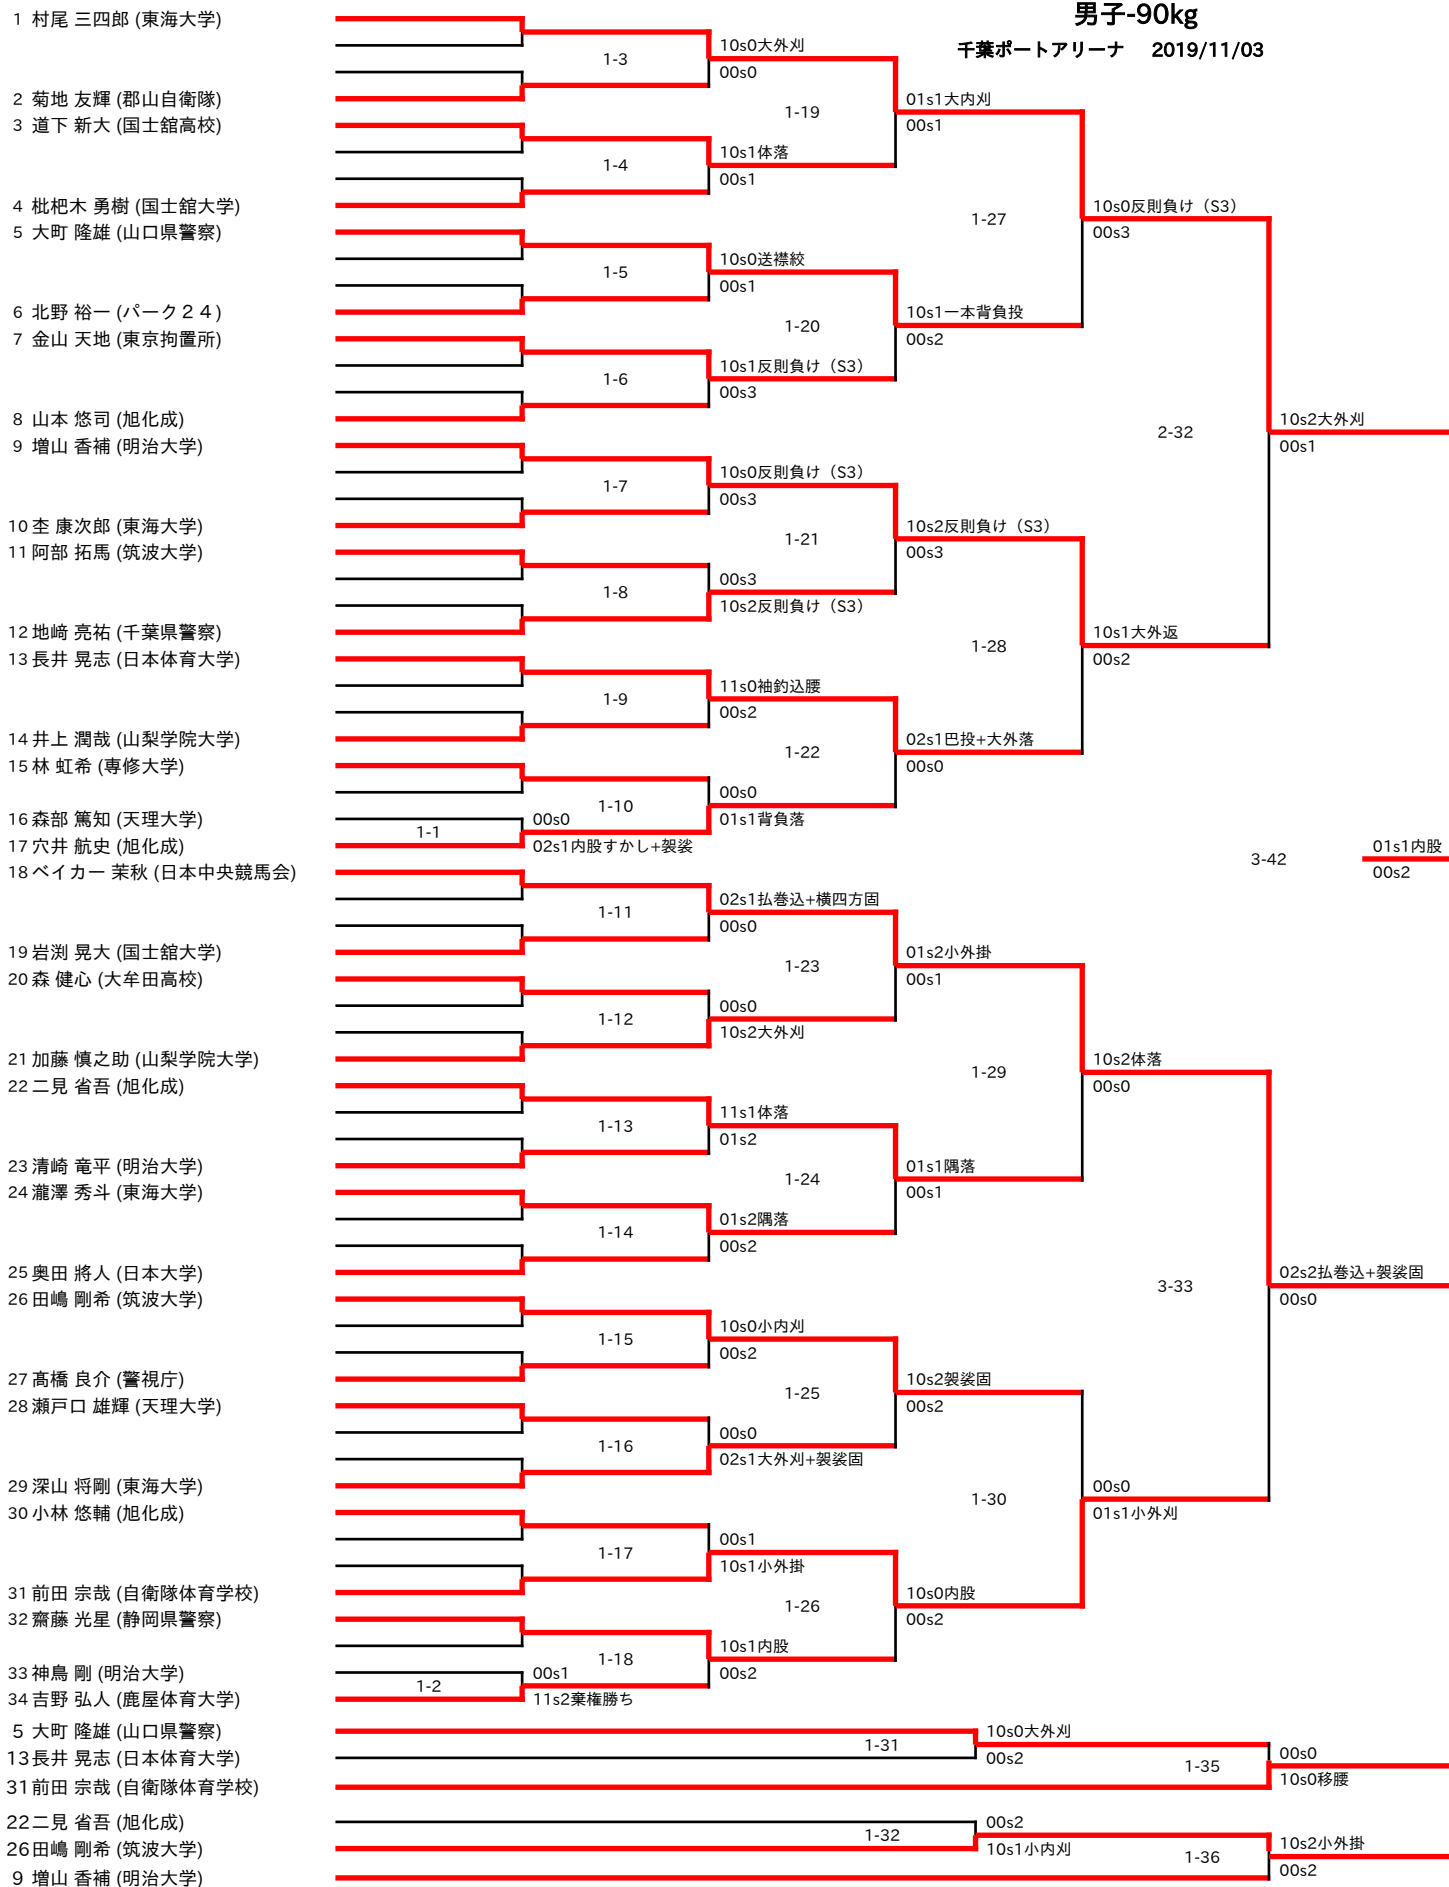 男子-90kg
千葉ポートアリーナ 2019/11/03
1 村尾 三四郎 (東海大学)
10s0大外刈
1-3
00s0
2 菊地 友輝 (郡山自衛隊)
01s1大内刈
1-19
3 道下 新大 (国士舘高校)
00s1
10s1体落
1-4
00s1
4 枇杷木 勇樹 (国士舘大学)
10s0反則負け（S3）
1-27
5 大町 隆雄 (山口県警察)
00s3
10s0送襟絞
1-5
00s1
6 北野 裕一 (パーク２４)
10s1一本背負投
1-20
7 金山 天地 (東京拘置所)
00s2
10s1反則負け（S3）
1-6
00s3
8 山本 悠司 (旭化成)
10s2大外刈
2-32
9 増山 香補 (明治大学)
00s1
10s0反則負け（S3）
1-7
00s3
10 杢 康次郎 (東海大学)
10s2反則負け（S3）
1-21
11 阿部 拓馬 (筑波大学)
00s3
00s3
1-8
10s2反則負け（S3）
12 地﨑 亮祐 (千葉県警察)
10s1大外返
1-28
13 長井 晃志 (日本体育大学)
00s2
11s0袖釣込腰
1-9
00s2
14 井上 潤哉 (山梨学院大学)
02s1巴投+大外落
1-22
15 林 虹希 (専修大学)
00s0
00s0
1-10
16 森部 篤知 (天理大学)
00s0
01s1背負落
1-1
17 穴井 航史 (旭化成)
02s1内股すかし+袈裟
01s1内股
3-42
18 ベイカー 茉秋 (日本中央競馬会)
00s2
02s1払巻込+横四方固
1-11
00s0
19 岩渕 晃大 (国士舘大学)
01s2小外掛
1-23
20 森 健心 (大牟田高校)
00s1
00s0
1-12
10s2大外刈
21 加藤 慎之助 (山梨学院大学)
10s2体落
1-29
22 二見 省吾 (旭化成)
00s0
11s1体落
1-13
01s2
23 清崎 竜平 (明治大学)
01s1隅落
1-24
24 瀧澤 秀斗 (東海大学)
00s1
01s2隅落
1-14
00s2
25 奥田 將人 (日本大学)
02s2払巻込+袈裟固
3-33
26 田嶋 剛希 (筑波大学)
00s0
10s0小内刈
1-15
00s2
27 髙橋 良介 (警視庁)
10s2袈裟固
1-25
28 瀬戸口 雄輝 (天理大学)
00s2
00s0
1-16
02s1大外刈+袈裟固
29 深山 将剛 (東海大学)
00s0
1-30
30 小林 悠輔 (旭化成)
01s1小外刈
00s1
1-17
10s1小外掛
31 前田 宗哉 (自衛隊体育学校)
10s0内股
1-26
32 齋藤 光星 (静岡県警察)
00s2
10s1内股
1-18
33 神鳥 剛 (明治大学)
00s1
00s2
1-2
34 吉野 弘人 (鹿屋体育大学)
11s2棄権勝ち
5 大町 隆雄 (山口県警察)
10s0大外刈
1-31
13 長井 晃志 (日本体育大学)
00s2
00s0
1-35
31 前田 宗哉 (自衛隊体育学校)
10s0移腰
22 二見 省吾 (旭化成)
00s2
1-32
26 田嶋 剛希 (筑波大学)
10s1小内刈
10s2小外掛
1-36
9 増山 香補 (明治大学)
00s2